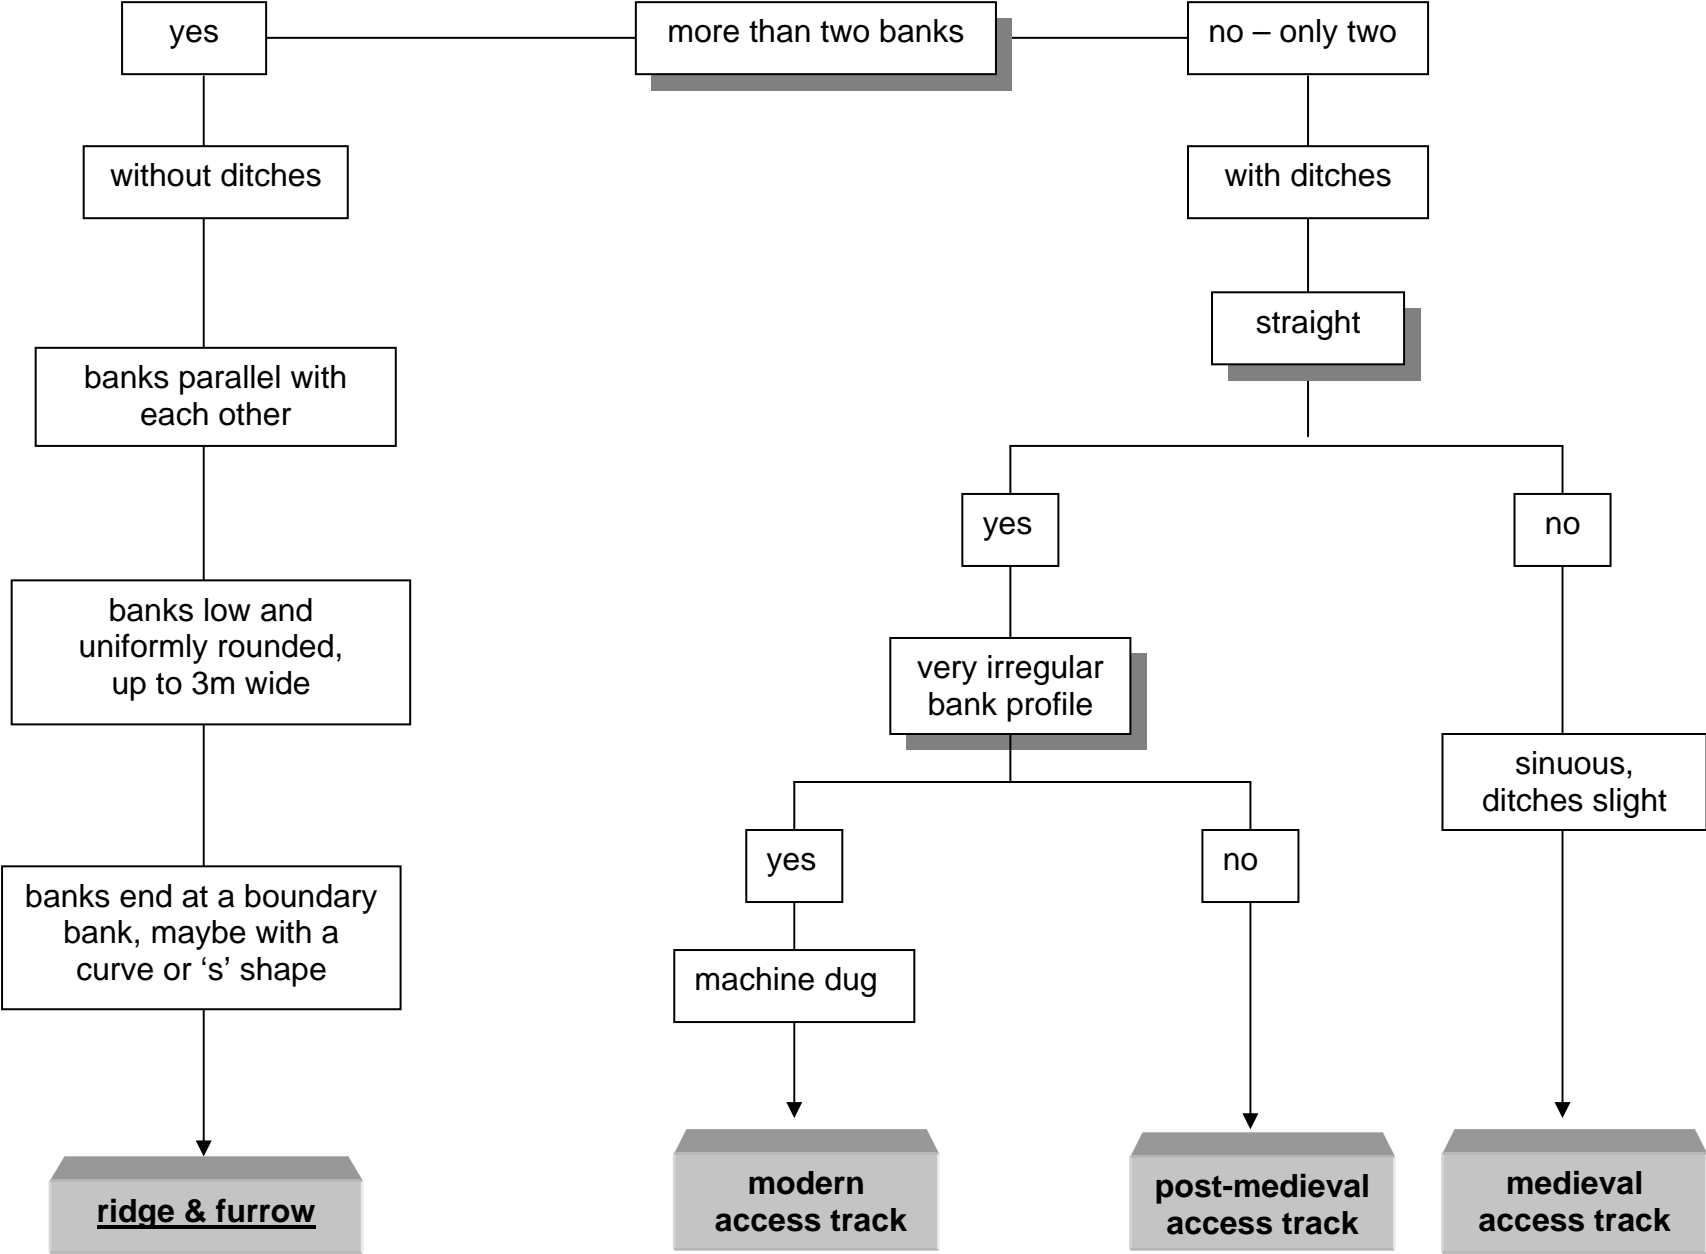 yes
more than two banks
no – only two
without ditches
with ditches
straight
banks parallel with
each other
yes
no
banks low and
uniformly rounded,
up to 3m wide
very irregular
bank profile
sinuous,
ditches slight
yes
no
banks end at a boundary
bank, maybe with a
curve or ‘s’ shape
machine dug
ridge & furrow
modern
access track
post-medieval
access track
medieval
access track